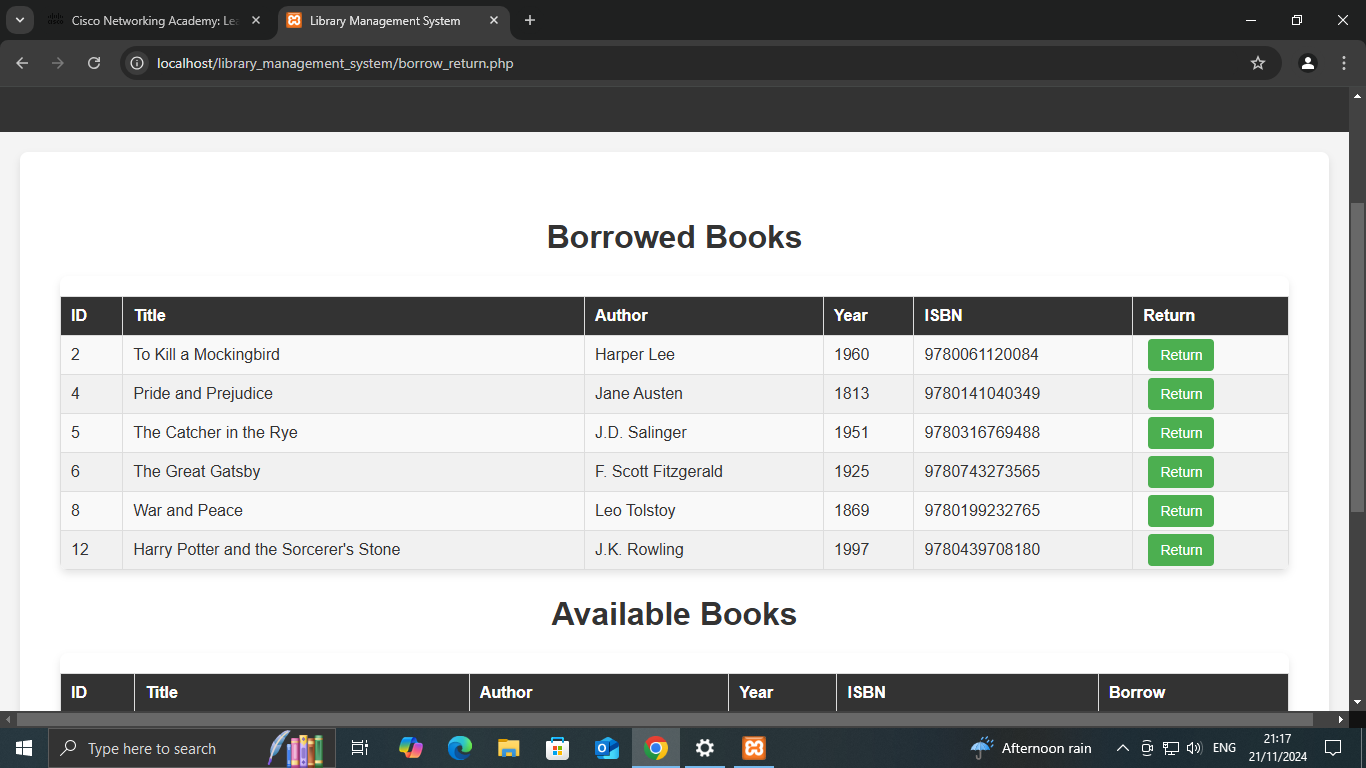 Cisco Networking Academy: Le
Library Management System
localhost/library_management_system/borrow_return.php
Borrowed Books
ID Title Author Year ISBN Return
2 To Kill a Mockingbird Harper Lee 1960 9780061120084 Return
4 Pride and Prejudice Jane Austen 1813 9780141040349 Return
5 The Catcher in the Rye J.D. Salinger 1951 9780316769488 Return
6 The Great Gatsby F. Scott Fitzgerald 1925 9780743273565 Return
8 War and Peace Leo Tolstoy 1869 9780199232765 Return
12 Harry Potter and the Sorcerer's Stone J.K. Rowling 1997 9780439708180 Return
Available Books
ID Title Author Year ISBN Borrow
Type here to search
Afternoon rain
ENG
21:17
21/11/2024